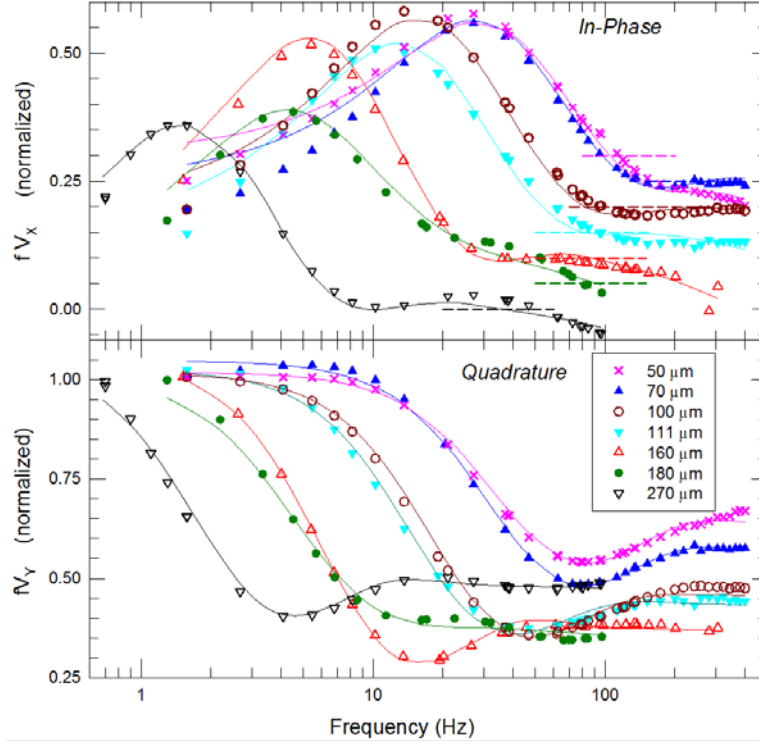 In-Phase
0.50
0.25
0.00
f V_X (normalized)
Quadrature
1.00
0.75
0.50
0.25
fV_Y (normalized)
50 µm
70 µm
100 µm
111 µm
160 µm
180 µm
270 µm
1 10 100
Frequency (Hz)